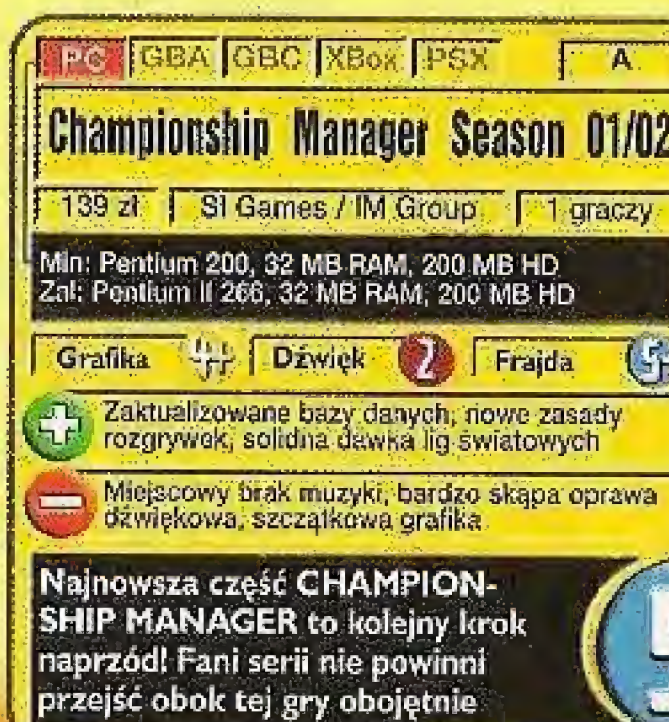 PC GBA GBC XBox PSX A
Championship Manager Season 01/02
139 zł SI Games / IM Group 1 graczy
Min: Pentium 200, 32 MB RAM, 200 MB HD
Zal: Pentium II 266, 32 MB RAM, 200 MB HD
Grafika 4+ Dźwięk 2 Frajda 5+
Zaktualizowane bazy danych, nowe zasady
rozgrywek, solidna dawka lig światowych
Miejscowy brak muzyki, bardzo skąpa oprawa
dźwiękowa, szczątkowa grafika
Najnowsza część CHAMPION-
SHIP MANAGER to kolejny krok
naprzód! Fani serii nie powinni
przejść obok tej gry obojętnie